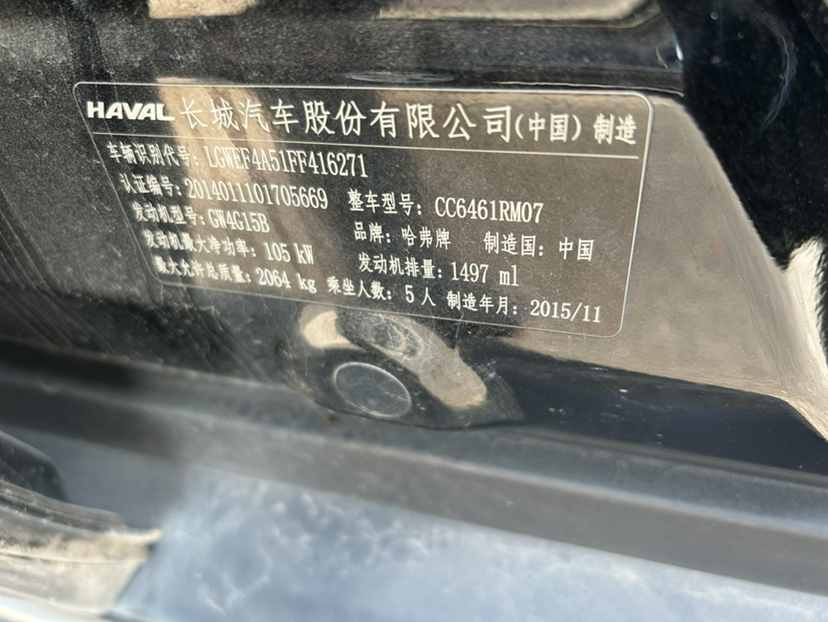 HAVAL 长城汽车股份有限公司(中国) 制造
车辆识别代号: LGWEF4A51FF416271
认证编号: 2014011101705669 整车型号: CC6461RM07
发动机型号: GW4G15B 品牌: 哈弗牌 制造国: 中国
发动机最大净功率: 105 kW 发动机排量: 1497 ml
最大允许总质量: 2064 kg 乘坐人数: 5 人 制造年月: 2015/11